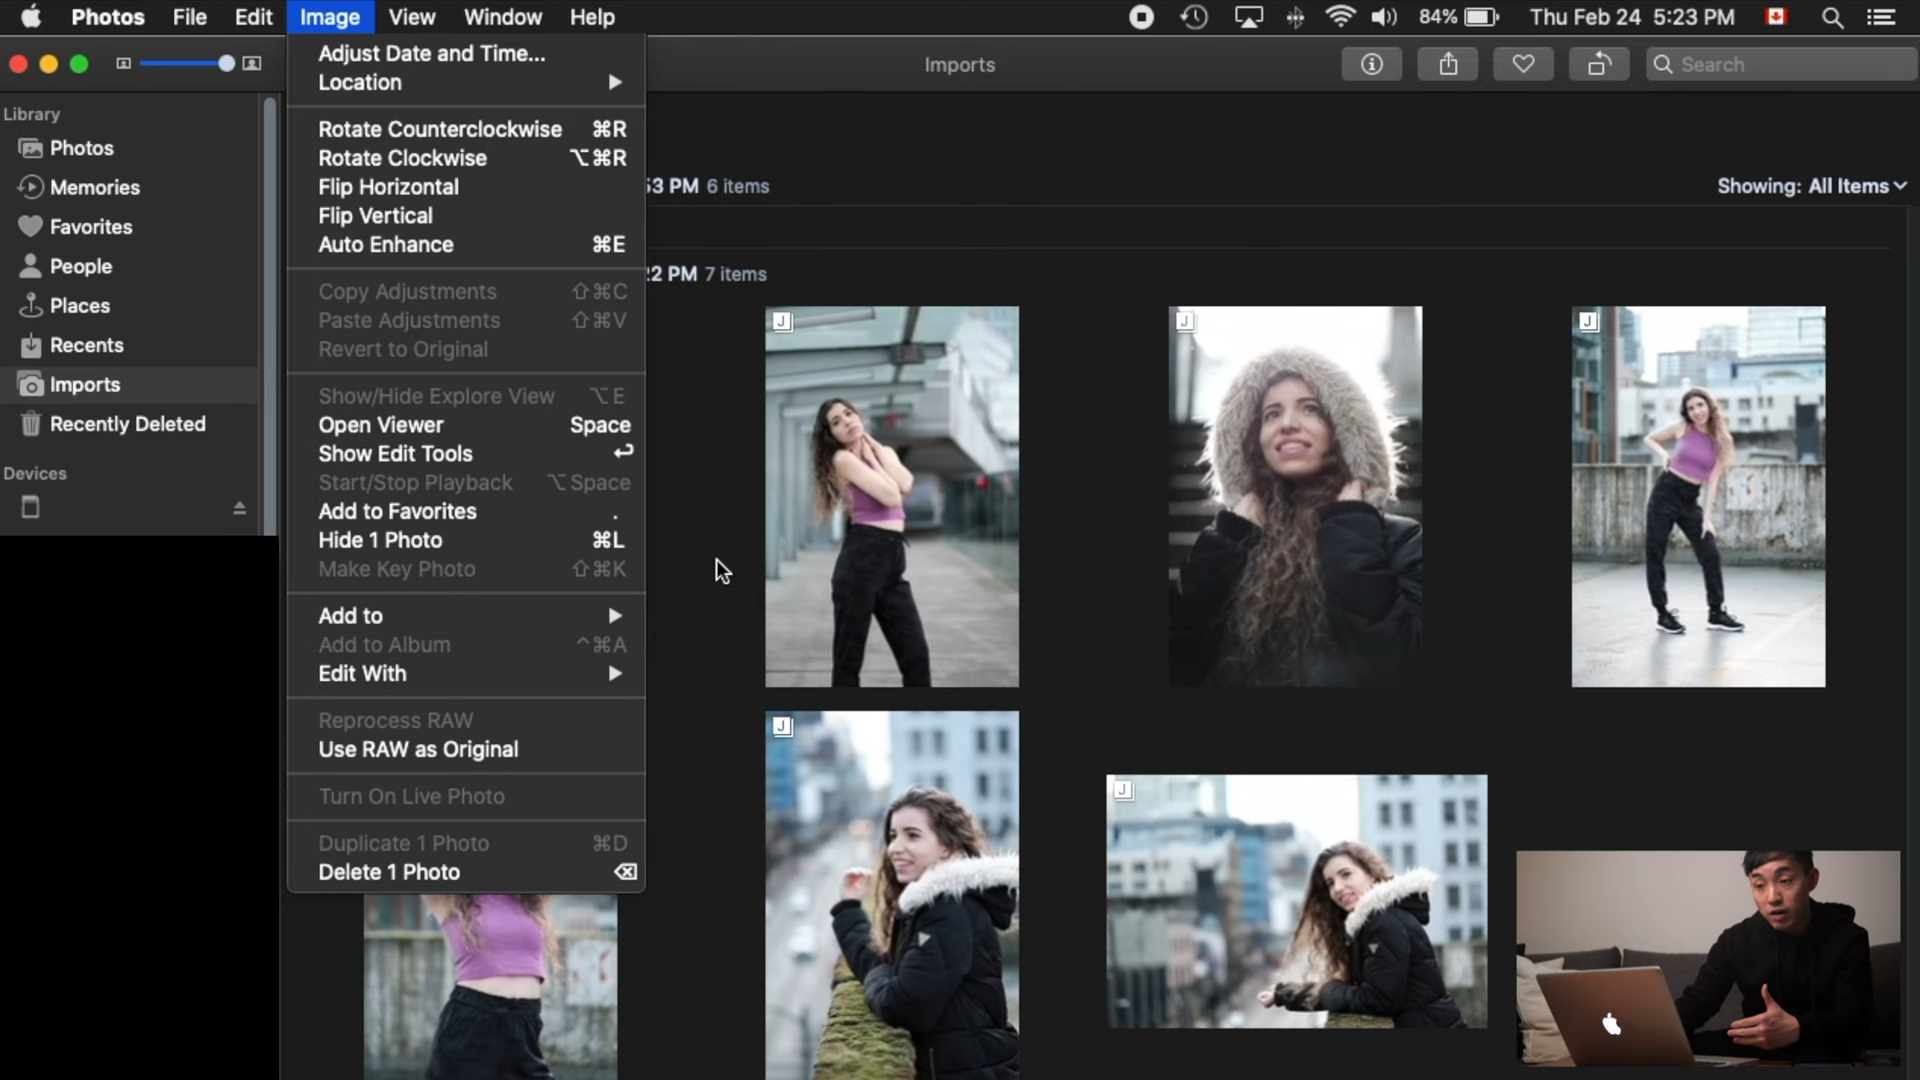 Photos File Edit Image View Window Help 84% Thu Feb 24 5:23 PM
Imports Search
Library
Photos
Memories
Favorites
People
Places
Recents
Imports
Recently Deleted
Devices
Adjust Date and Time...
Location
Rotate Counterclockwise ⌘R
Rotate Clockwise ⌥⌘R
Flip Horizontal
Flip Vertical
Auto Enhance ⌘E
Copy Adjustments ⇧⌘C
Paste Adjustments ⇧⌘V
Revert to Original
Show/Hide Explore View ⌥E
Open Viewer Space
Show Edit Tools ↩
Start/Stop Playback ⌥Space
Add to Favorites .
Hide 1 Photo ⌘L
Make Key Photo ⇧⌘K
Add to
Add to Album ^⌘A
Edit With
Reprocess RAW
Use RAW as Original
Turn On Live Photo
Duplicate 1 Photo ⌘D
Delete 1 Photo ⌫
53 PM 6 items Showing: All Items
22 PM 7 items
J J J
J
J